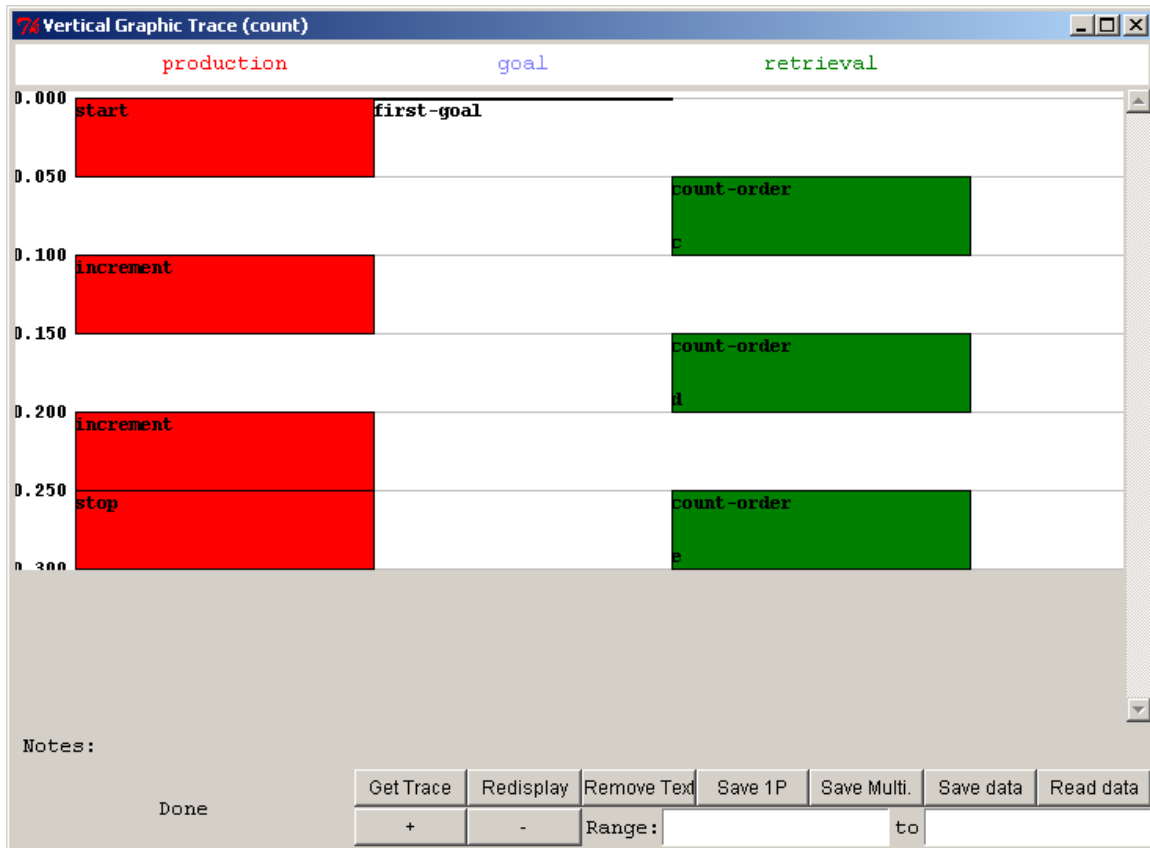 Vertical Graphic Trace (count)
production goal retrieval
0.000
start first-goal
0.050
count-order
c
0.100
increment
0.150
count-order
d
0.200
increment
0.250
stop count-order
e
0.300
Notes:
Get Trace Redisplay Remove Text Save 1P Save Multi. Save data Read data
Done
+ - Range: to